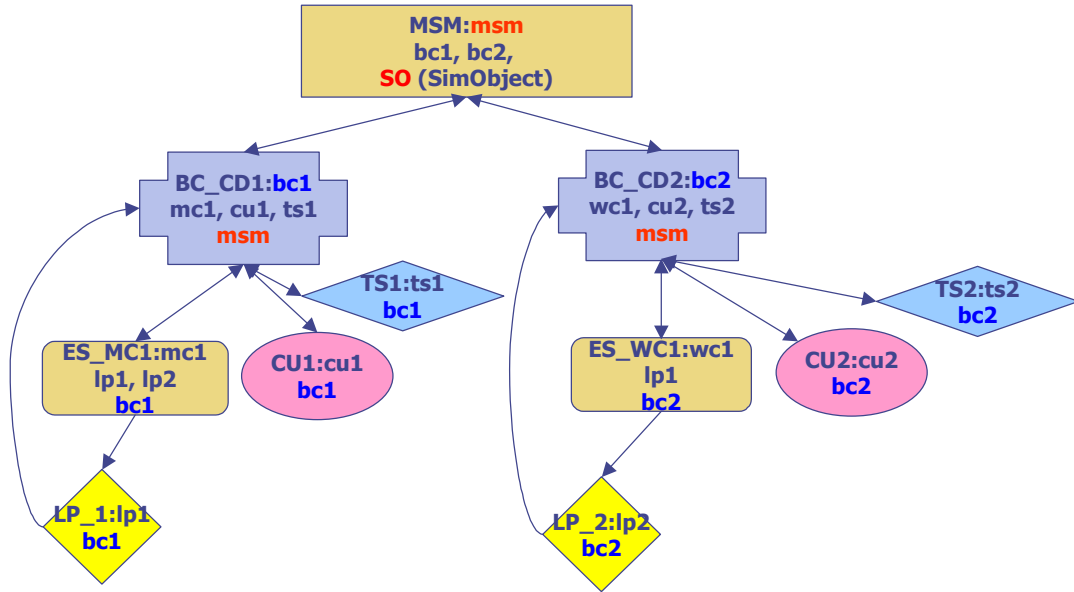 MSM:msm
bc1, bc2,
SO (SimObject)
BC_CD1:bc1
mc1, cu1, ts1
msm
BC_CD2:bc2
wc1, cu2, ts2
msm
TS1:ts1
bc1
TS2:ts2
bc2
ES_MC1:mc1
lp1, lp2
bc1
CU1:cu1
bc1
ES_WC1:wc1
lp1
bc2
CU2:cu2
bc2
LP_1:lp1
bc1
LP_2:lp2
bc2